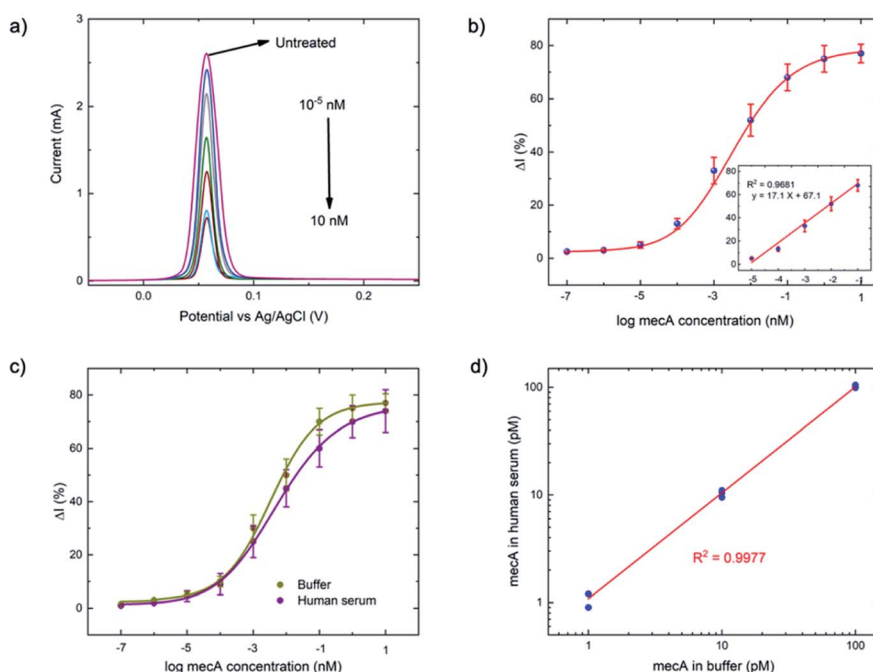 a)
Untreated
10-5 nM
10 nM
Current (mA)
3
2
1
0
0.0
0.1
0.2
Potential vs Ag/AgCl (V)
b)
ΔI (%)
80
60
40
20
0
-7
-5
-3
-1
1
log mecA concentration (nM)
R2 = 0.9681
y = 17.1 X + 67.1
80
60
40
20
0
-5
-4
-3
-2
-1
c)
ΔI (%)
80
60
40
20
0
-7
-5
-3
-1
1
Buffer
Human serum
log mecA concentration (nM)
d)
mecA in human serum (pM)
100
10
1
R2 = 0.9977
1
10
100
mecA in buffer (pM)